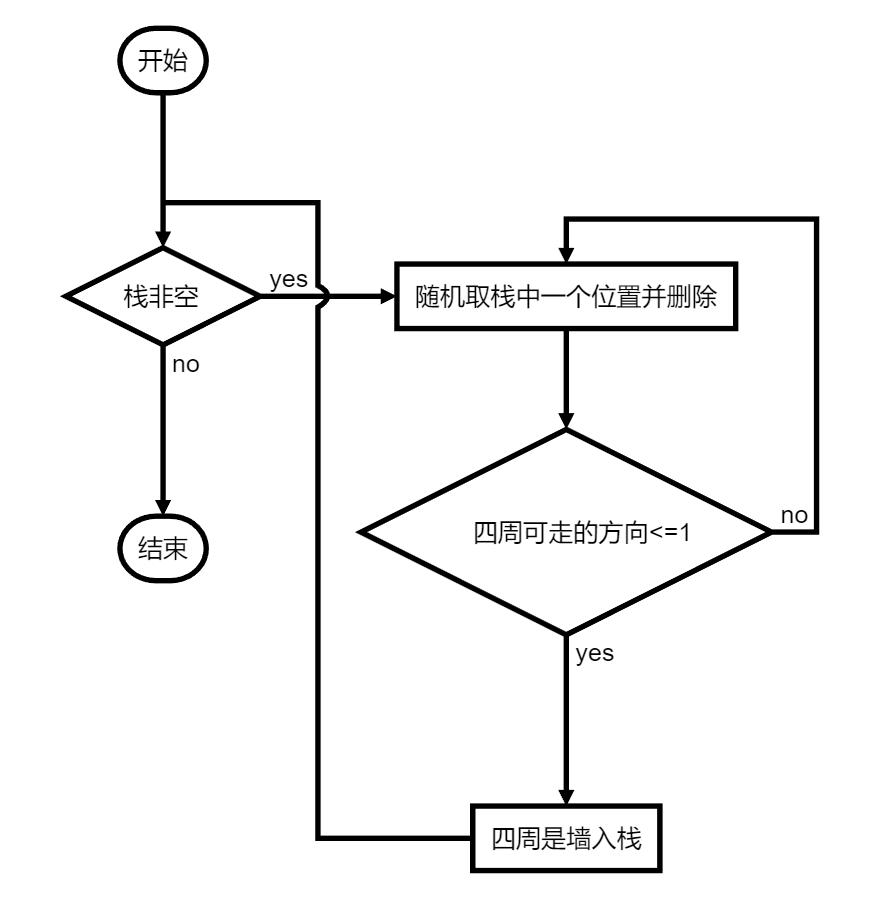 开始
栈非空
yes
no
结束
随机取栈中一个位置并删除
四周可走的方向<=1
no
yes
四周是墙入栈